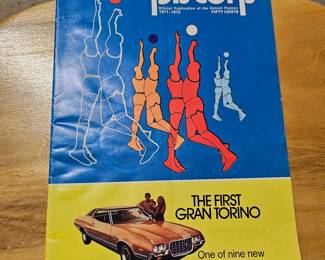 Official Publication of the Detroit Pistons
1971-1972 FIFTY CENTS
THE FIRST
GRAN TORINO
One of nine new